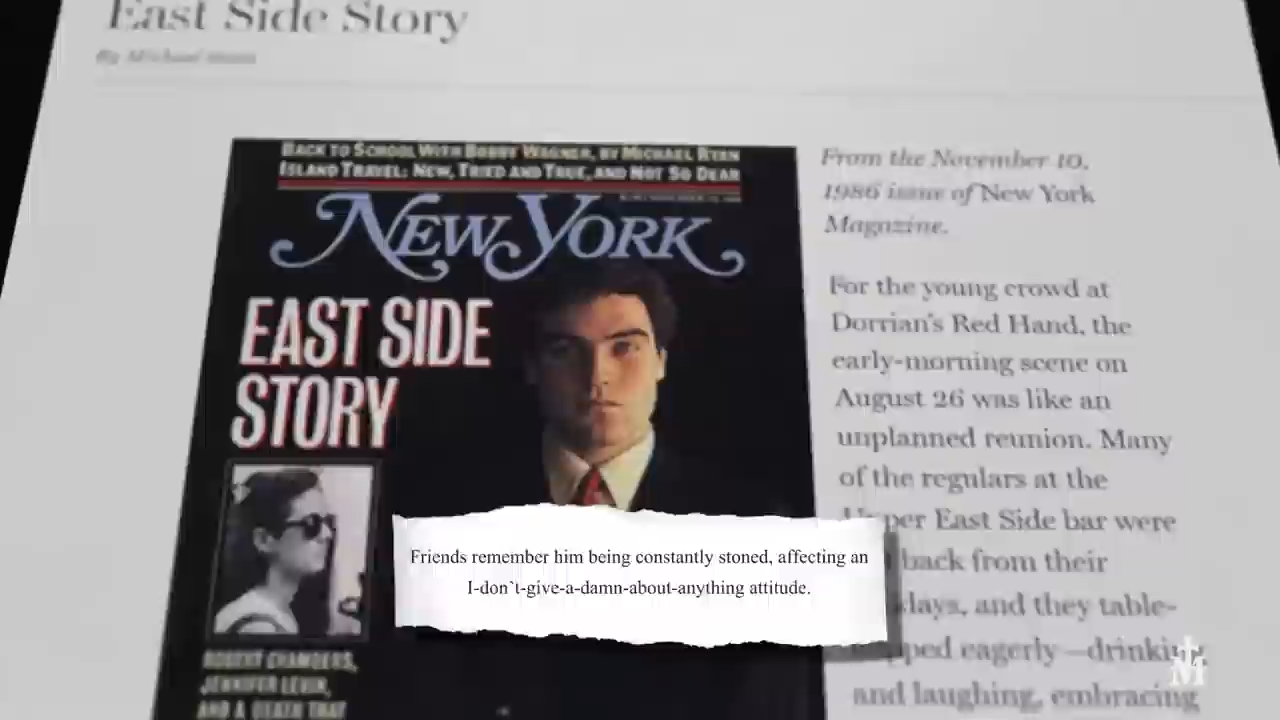 East Side Story
By Michael
BACK TO SCHOOL WITH BOBBY WAGNER, BY MICHAEL RYAN
ISLAND TRAVEL: NEW, TRIED AND TRUE, AND NOT SO DEAR
NEW YORK
EAST SIDE
STORY
ROBERT CHAMBERS,
JENNIFER LEVIN,
AND A DEATH THAT
From the November 10,
1986 issue of New York
Magazine.
For the young crowd at
Dorrian's Red Hand, the
early-morning scene on
August 26 was like an
unplanned reunion. Many
of the regulars at the
Upper East Side bar were
back from their
and they table-
eagerly—drinking
and laughing, embracing
Friends remember him being constantly stoned, affecting an
I-don`t-give-a-damn-about-anything attitude.
M